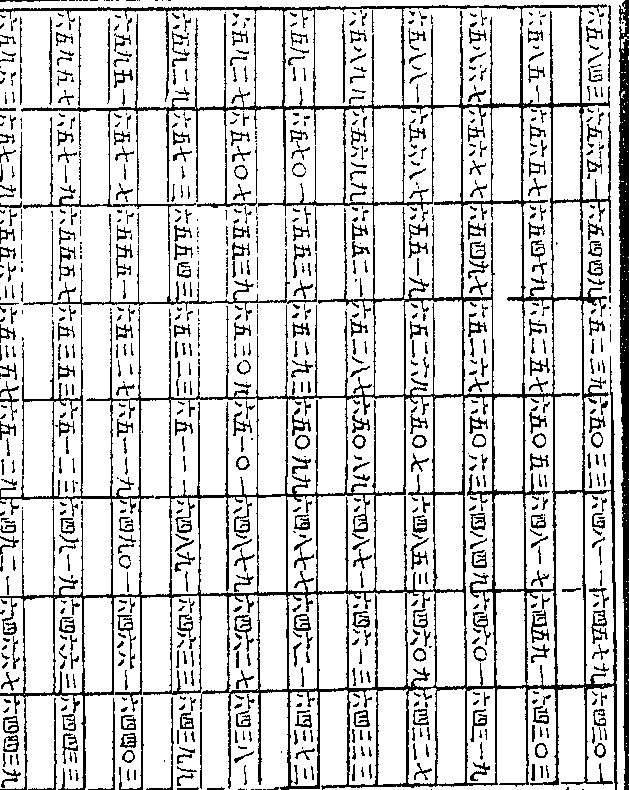 六五八四三 六五六五一 六五四四九 六五二三九 六五〇三三 六四八一一 六四五七九 六四三〇一
六五八五一 六五六五七 六五四七九 六五二五七 六五〇五三 六四八一七 六四五九一 六四三〇三
六五八六七 六五六七七 六五四九七 六五二六七 六五〇六三 六四八四九 六四六〇一 六四三一九
六五八八一 六五六八七 六五五一九 六五二六九 六五〇七一 六四八五三 六四六〇九 六四三二七
六五八九九 六五六九九 六五五二一 六五二八七 六五〇八九 六四八七一 六四六一三 六四三三三
六五九二一 六五七〇一 六五五三七 六五二九三 六五〇九九 六四八七七 六四六二一 六四三七三
六五九二七 六五七〇七 六五五三九 六五三〇九 六五一〇一 六四八七九 六四六二七 六四三八一
六五九二九 六五七一三 六五五四三 六五三二三 六五一一一 六四八九一 六四六三三 六四三九九
六五九五一 六五七一七 六五五五一 六五三二七 六五一一九 六四九〇一 六四六六一 六四四〇三
六五九五七 六五七一九 六五五五七 六五三五三 六五一二三 六四九一九 六四六六三 六四四三三
六五九六三 六五七二九 六五五六三 六五三五七 六五一二九 六四九二一 六四六六七 六四四三九